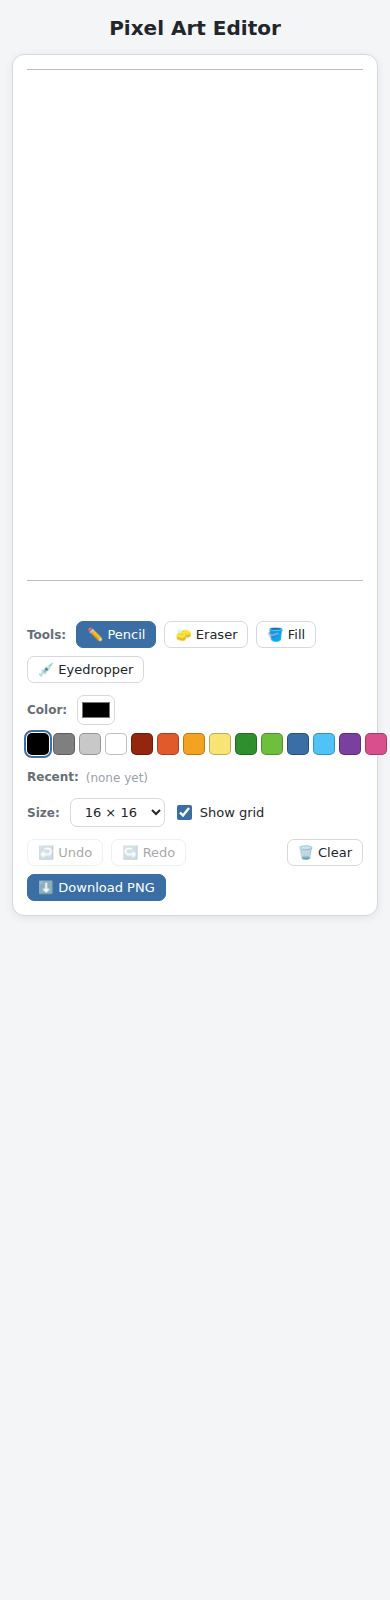 Pixel Art Editor
Tools: ✏️ Pencil 🧽 Eraser 🪣 Fill
💉 Eyedropper
Color:
Recent: (none yet)
Size: 16 × 16 Show grid
↩️ Undo ↪️ Redo 🗑️ Clear
⬇️ Download PNG